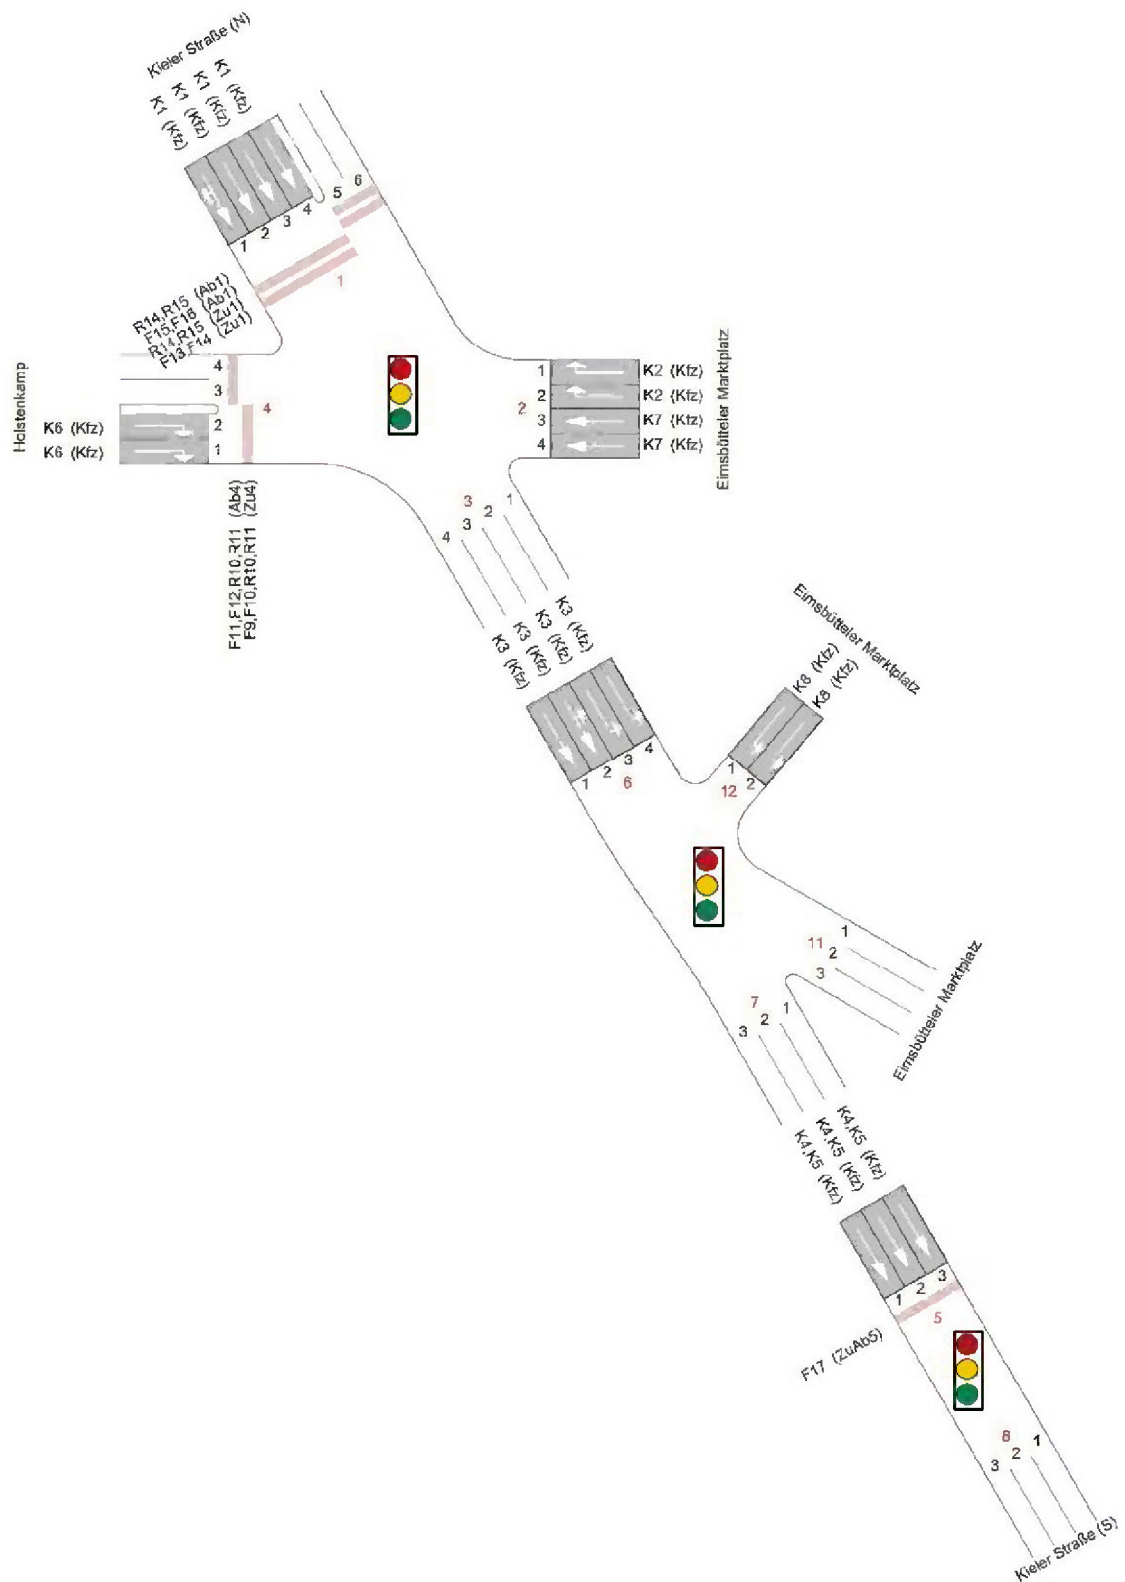 Kieler Straße (N)
K1 (Kfz)
K1 (Kfz)
K1 (Kfz)
K1 (Kfz)
1
2
3
4
5
6
1
R14,R15 (Ab1)
F15,F16 (Ab1)
R14,R15 (Zu1)
F13,F14 (Zu1)
Holstenkamp
4
3
4
2
1
K6 (Kfz)
K6 (Kfz)
F11,F12,R10,R11 (Ab4)
F9,F10,R10,R11 (Zu4)
1
2
3
4
2
K2 (Kfz)
K2 (Kfz)
K7 (Kfz)
K7 (Kfz)
Eimsbütteler Marktplatz
3
1
2
3
4
K3 (Kfz)
K3 (Kfz)
K3 (Kfz)
K3 (Kfz)
1
2
3
4
6
Eimsbütteler Marktplatz
K8 (Kfz)
K8 (Kfz)
1
2
12
11
1
2
3
Eimsbütteler Marktplatz
7
1
2
3
K4,K5 (Kfz)
K4,K5 (Kfz)
K4,K5 (Kfz)
1
2
3
5
F17 (ZuAb5)
8
1
2
3
Kieler Straße (S)